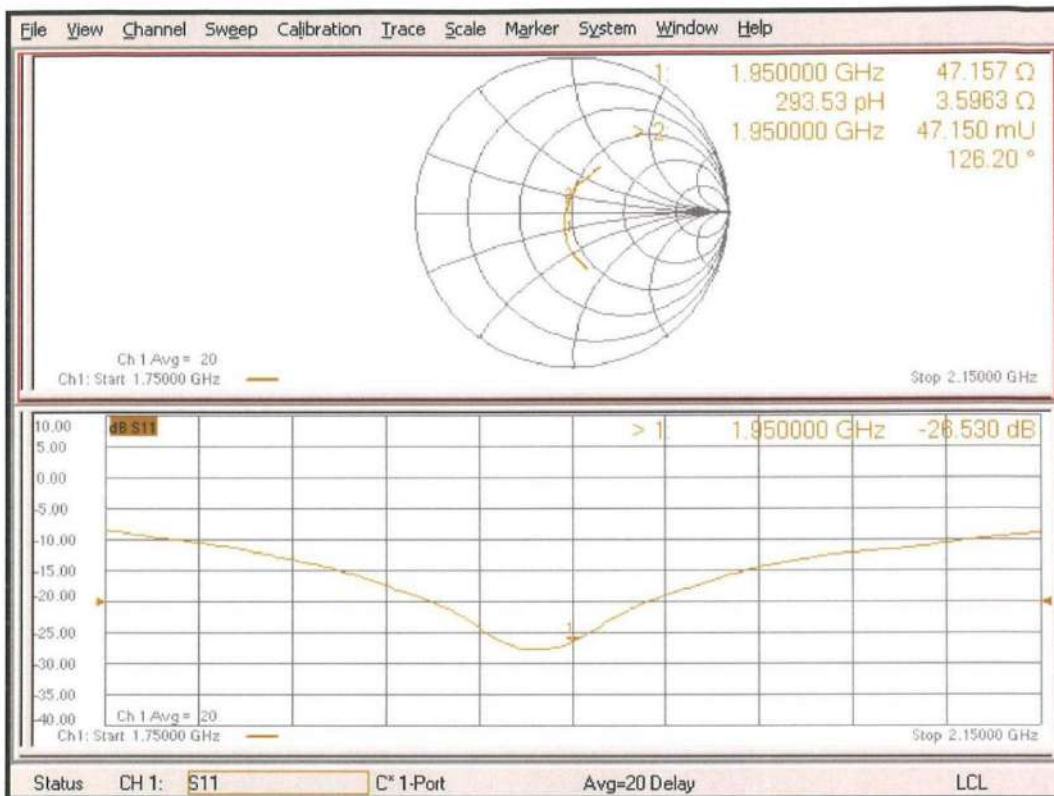 File View Channel Sweep Calibration Trace Scale Marker System Window Help
1: 1.950000 GHz 47.157 Ω
293.53 pH 3.5963 Ω
> 2: 1.950000 GHz 47.150 mU
126.20 °
Ch 1 Avg = 20
Ch1: Start 1.75000 GHz
Stop 2.15000 GHz
10.00
dB S11
> 1: 1.950000 GHz -26.530 dB
5.00
0.00
-5.00
-10.00
-15.00
-20.00
-25.00
1
-30.00
-35.00
-40.00
Ch 1 Avg = 20
Ch1: Start 1.75000 GHz
Stop 2.15000 GHz
Status CH 1: S11 C* 1-Port Avg=20 Delay LCL